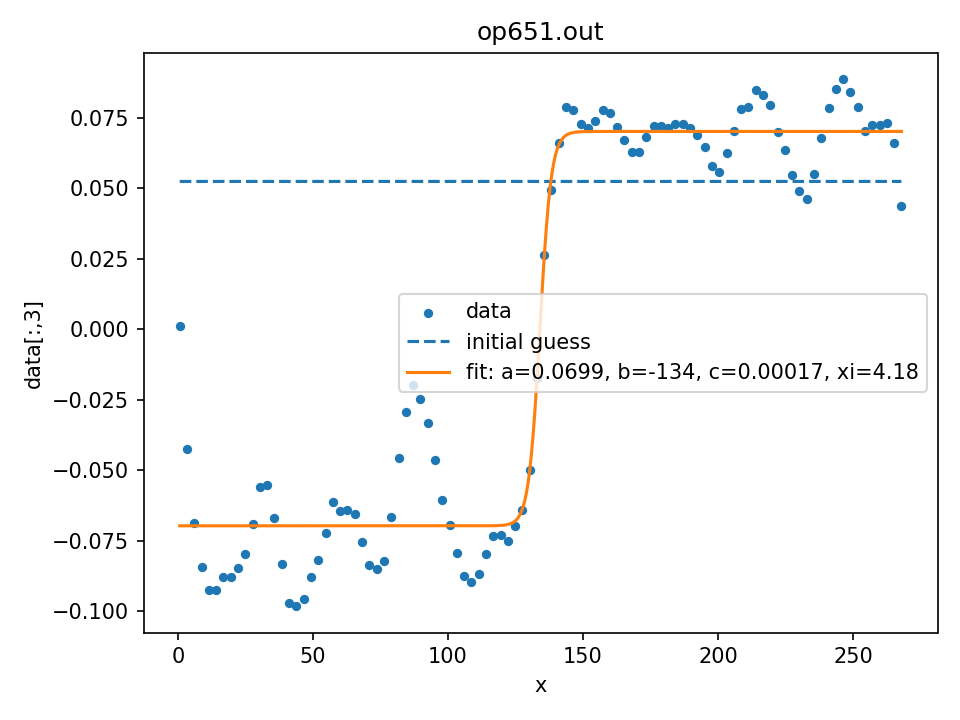 op651.out
data[:,3]
0.075
0.050
0.025
0.000
−0.025
−0.050
−0.075
−0.100
data
initial guess
fit: a=0.0699, b=-134, c=0.00017, xi=4.18
0 50 100 150 200 250
x